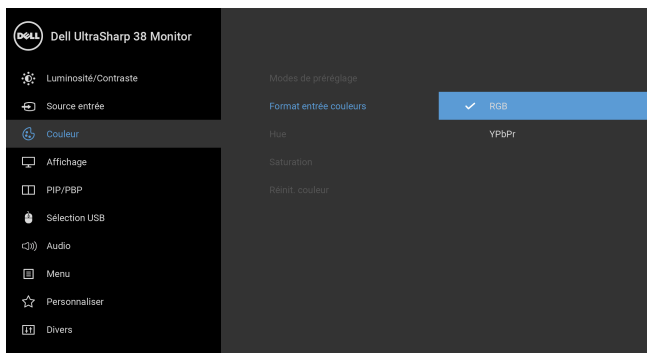 DELL Dell UltraSharp 38 Monitor
Luminosité/Contraste
Modes de préréglage
Source entrée
Format entrée couleurs
RGB
Couleur
Hue
YPbPr
Affichage
Saturation
PIP/PBP
Réinit. couleur
Sélection USB
Audio
Menu
Personnaliser
Divers